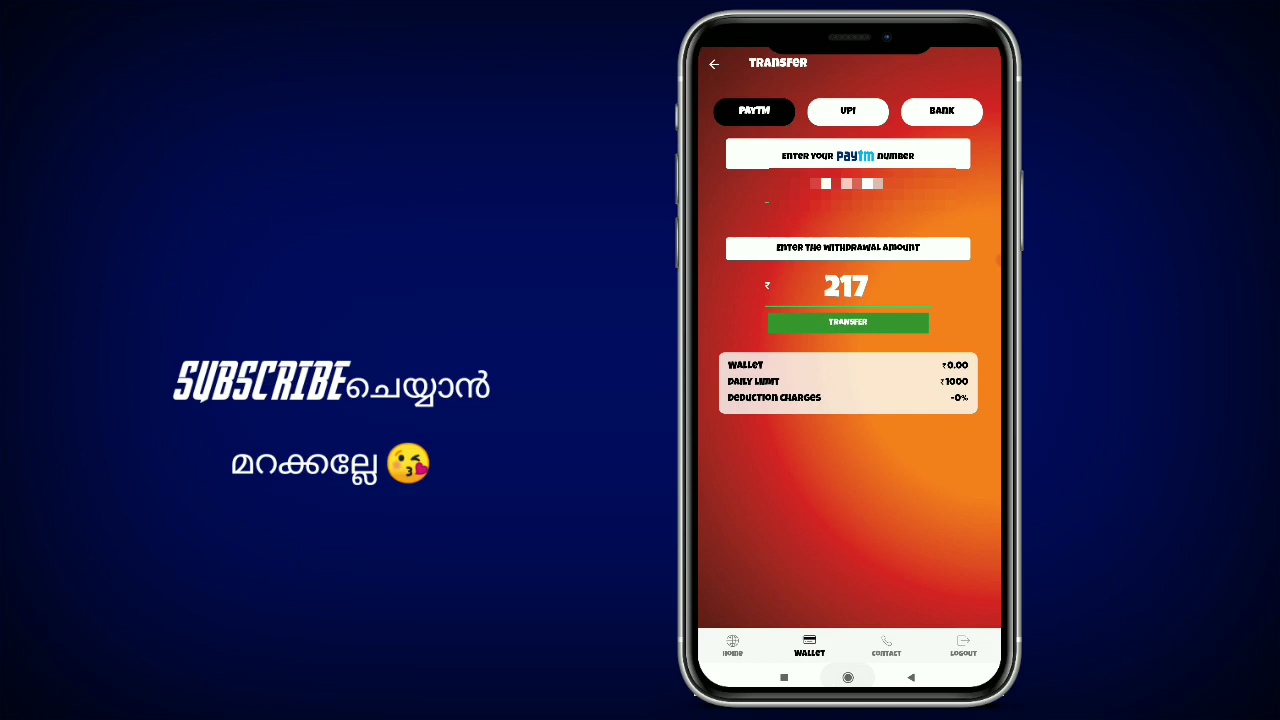 TRANSFER
PAYTM
UPI
BANK
ENTER YOUR paytm NUMBER
ENTER THE WITHDRAWAL AMOUNT
₹ 217
TRANSFER
WALLET ₹0.00
DAILY LIMIT ₹1000
DEDUCTION CHARGES -0%
HOME
WALLET
CONTACT
LOGOUT
SUBSCRIBE ചെയ്യാൻ
മറക്കല്ലേ 😘